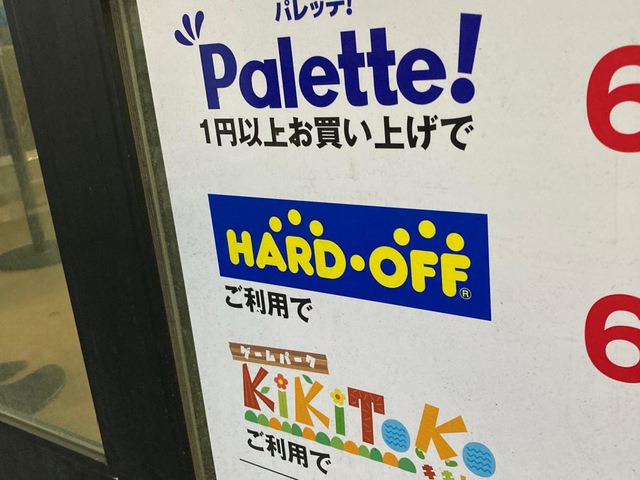 パレッテ!
Palette!
1円以上お買い上げで
6
HARD・OFF®
ご利用で
6
ゲームパーク
KiKiToKo
ご利用で